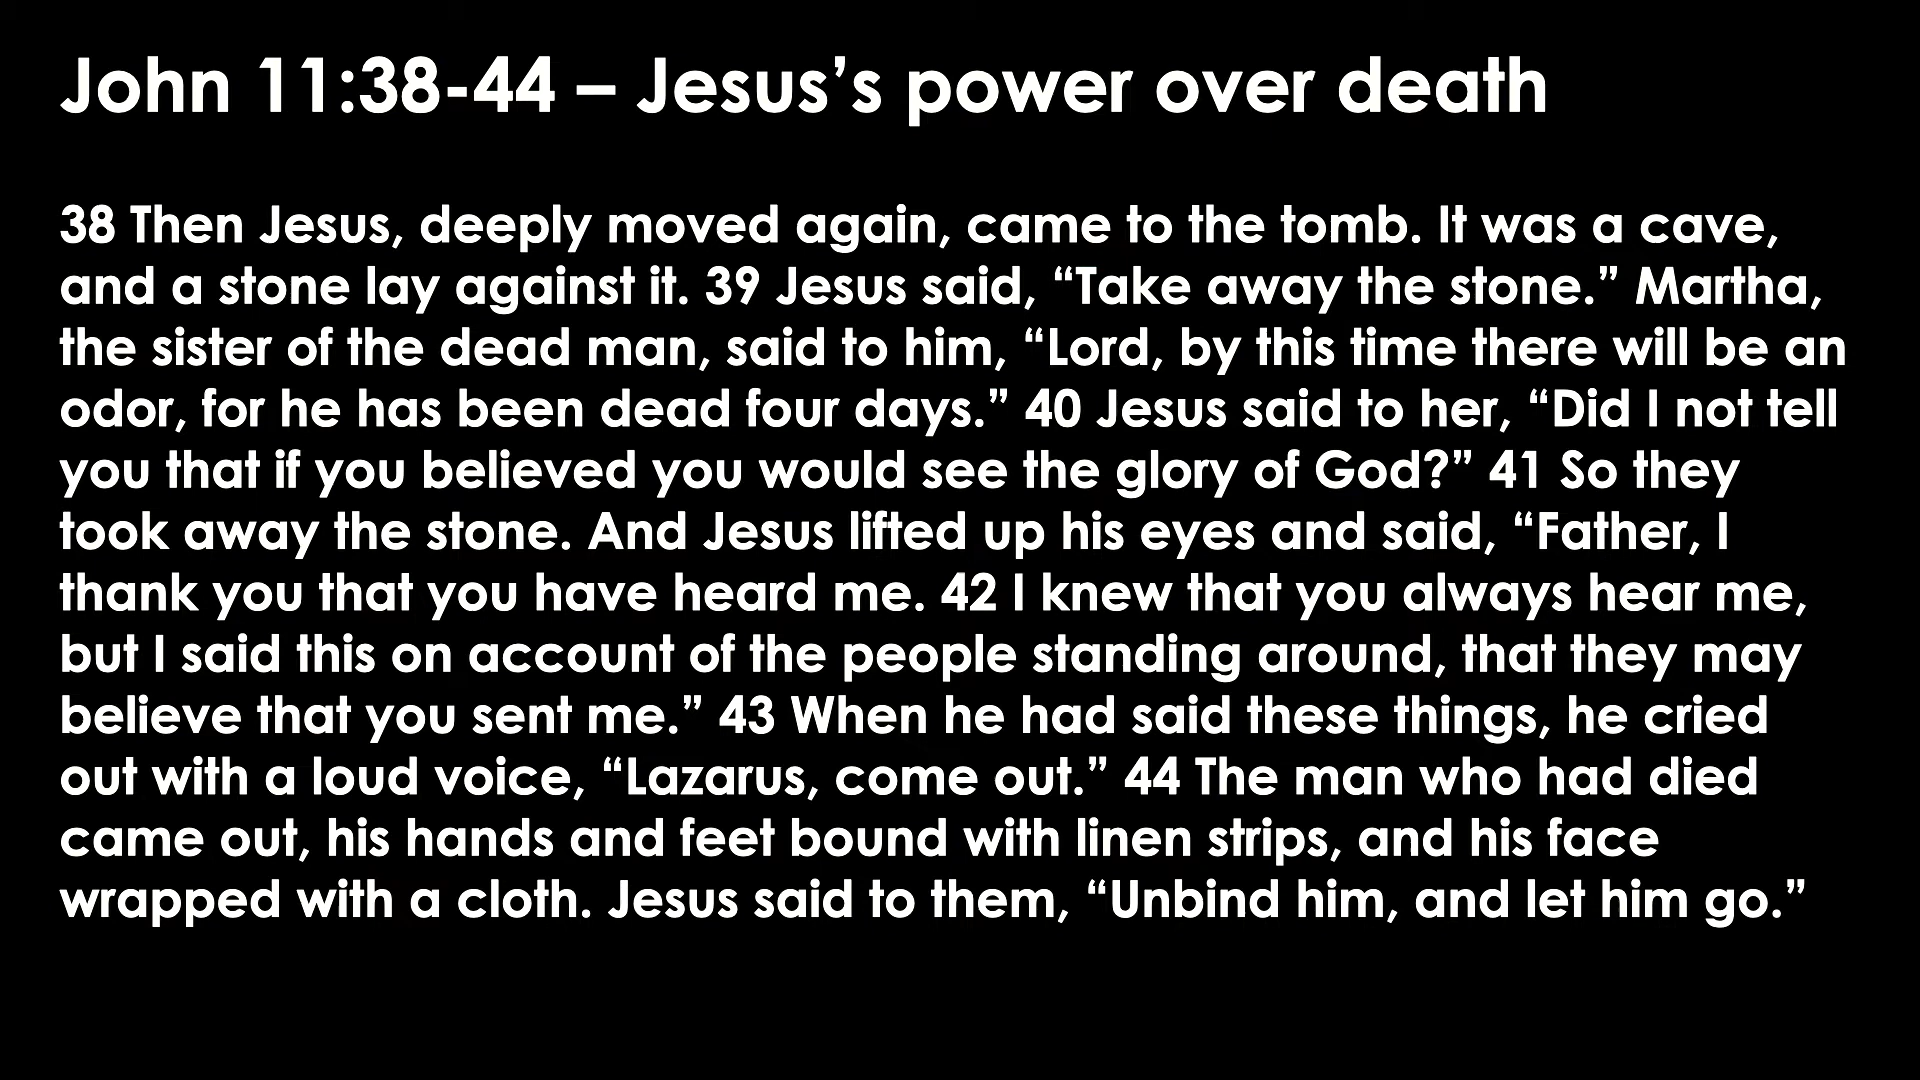 John 11:38-44 – Jesus’s power over death
38 Then Jesus, deeply moved again, came to the tomb. It was a cave,
and a stone lay against it. 39 Jesus said, “Take away the stone.” Martha,
the sister of the dead man, said to him, “Lord, by this time there will be an
odor, for he has been dead four days.” 40 Jesus said to her, “Did I not tell
you that if you believed you would see the glory of God?” 41 So they
took away the stone. And Jesus lifted up his eyes and said, “Father, I
thank you that you have heard me. 42 I knew that you always hear me,
but I said this on account of the people standing around, that they may
believe that you sent me.” 43 When he had said these things, he cried
out with a loud voice, “Lazarus, come out.” 44 The man who had died
came out, his hands and feet bound with linen strips, and his face
wrapped with a cloth. Jesus said to them, “Unbind him, and let him go.”